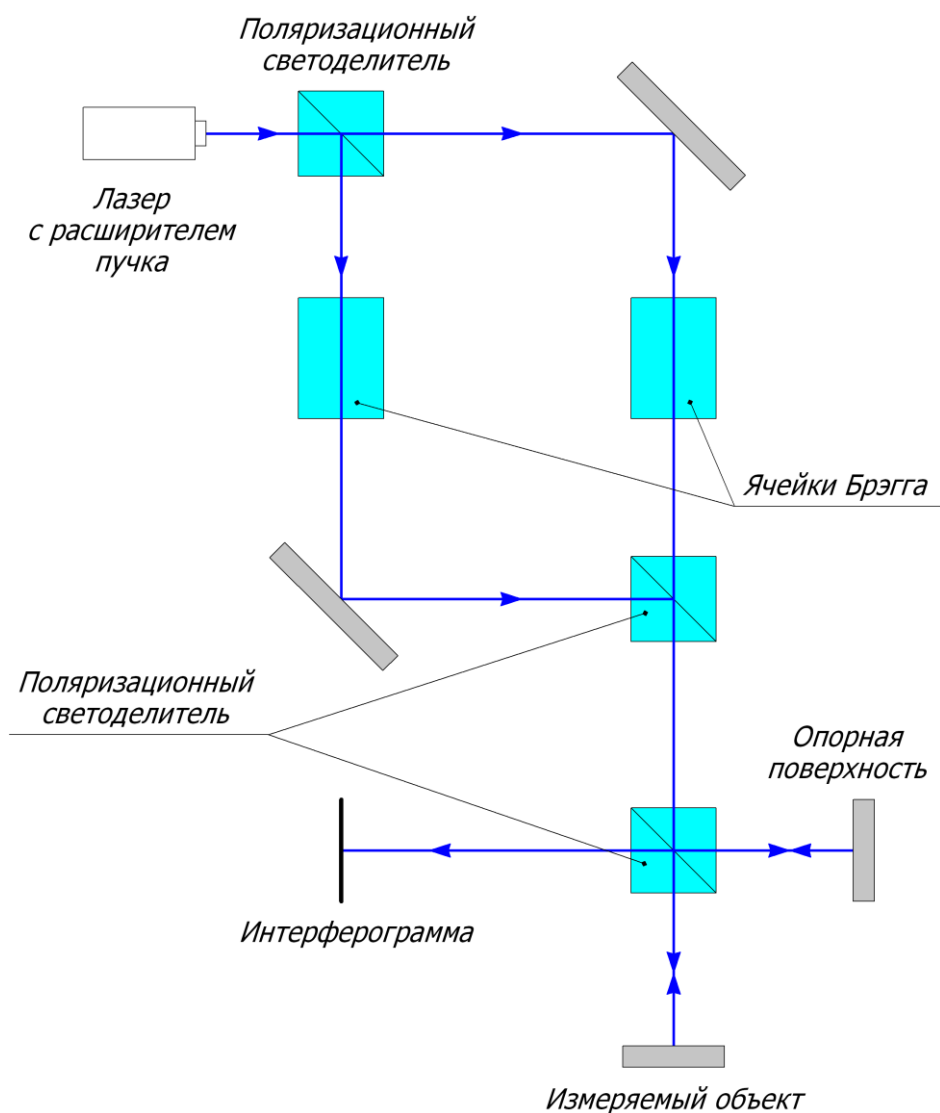 Поляризационный
светоделитель
Лазер
с расширителем
пучка
Ячейки Брэгга
Поляризационный
светоделитель
Опорная
поверхность
Интерферограмма
Измеряемый объект